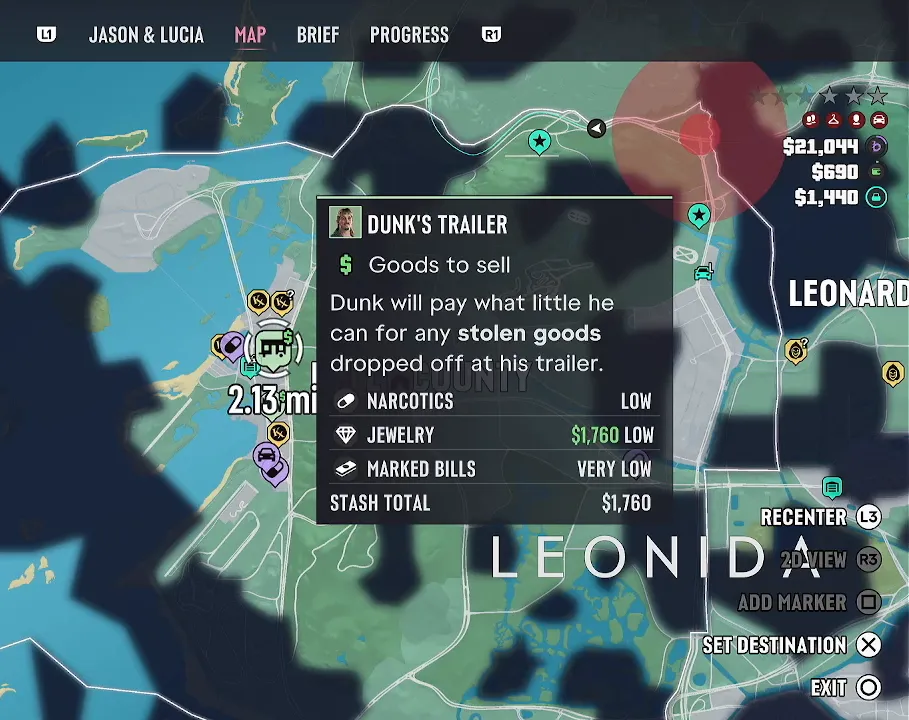 L1 JASON & LUCIA MAP BRIEF PROGRESS R1
$21,044
$690
$1,440
DUNK'S TRAILER
$ Goods to sell
Dunk will pay what little he
can for any stolen goods
dropped off at his trailer.
NARCOTICS LOW
JEWELRY $1,760 LOW
MARKED BILLS VERY LOW
STASH TOTAL $1,760
2.13 mi
COUNTY
LEONARD
LEONIDA
RECENTER L3
2D VIEW R3
ADD MARKER
SET DESTINATION
EXIT